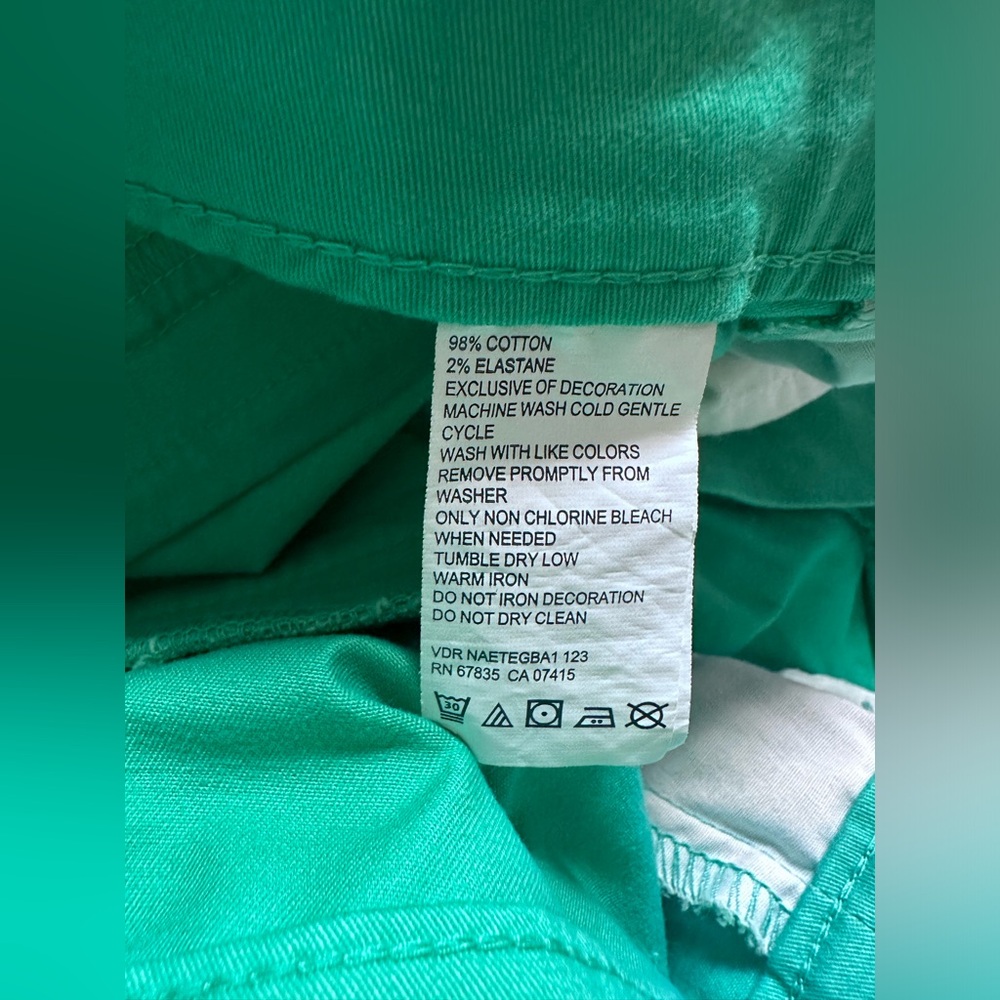 98% COTTON
2% ELASTANE
EXCLUSIVE OF DECORATION
MACHINE WASH COLD GENTLE
CYCLE
WASH WITH LIKE COLORS
REMOVE PROMPTLY FROM
WASHER
ONLY NON CHLORINE BLEACH
WHEN NEEDED
TUMBLE DRY LOW
WARM IRON
DO NOT IRON DECORATION
DO NOT DRY CLEAN
VDR NAETEGBA1 123
RN 67835 CA 07415
30